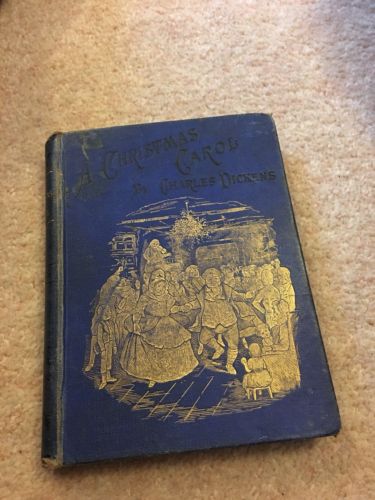 A CHRISTMAS
CAROL
BY CHARLES DICKENS